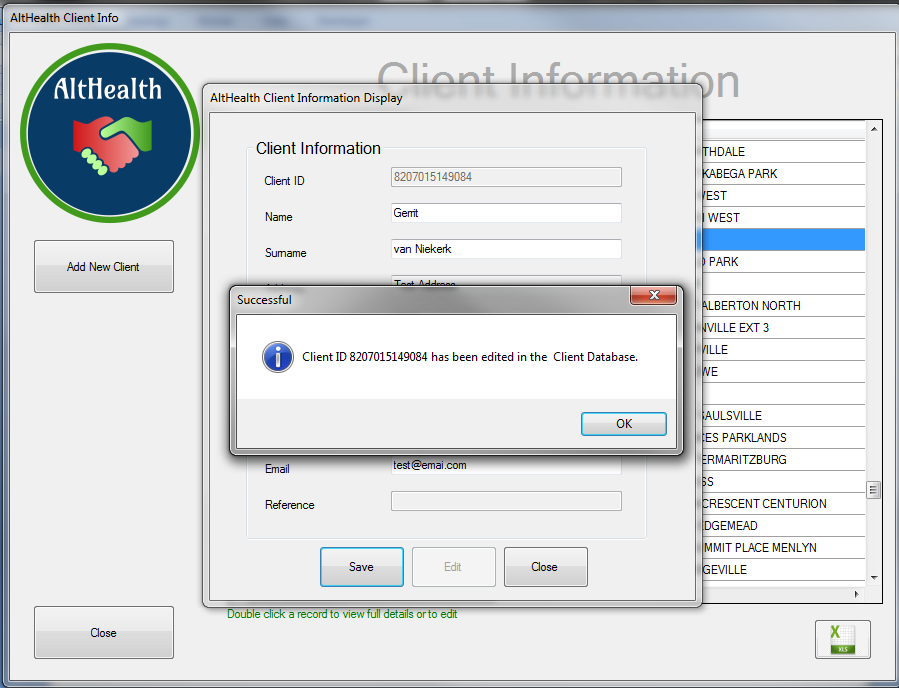 AltHealth Client Info
AltHealth
Client Information
AltHealth Client Information Display
Client Information
Client ID
8207015149084
Name
Gerrit
Surname
van Niekerk
Test Address
Successful
Client ID 8207015149084 has been edited in the  Client Database.
OK
Email
test@emai.com
Reference
Save
Edit
Close
Add New Client
Close
THDALE
KABEGA PARK
WEST
WEST
PARK
ALBERTON NORTH
NVILLE EXT 3
VILLE
WE
SAULSVILLE
CES PARKLANDS
ERMARITZBURG
SS
CRESCENT CENTURION
DGEMEAD
MMIT PLACE MENLYN
GEVILLE
Double click a record to view full details or to edit
X
XLS